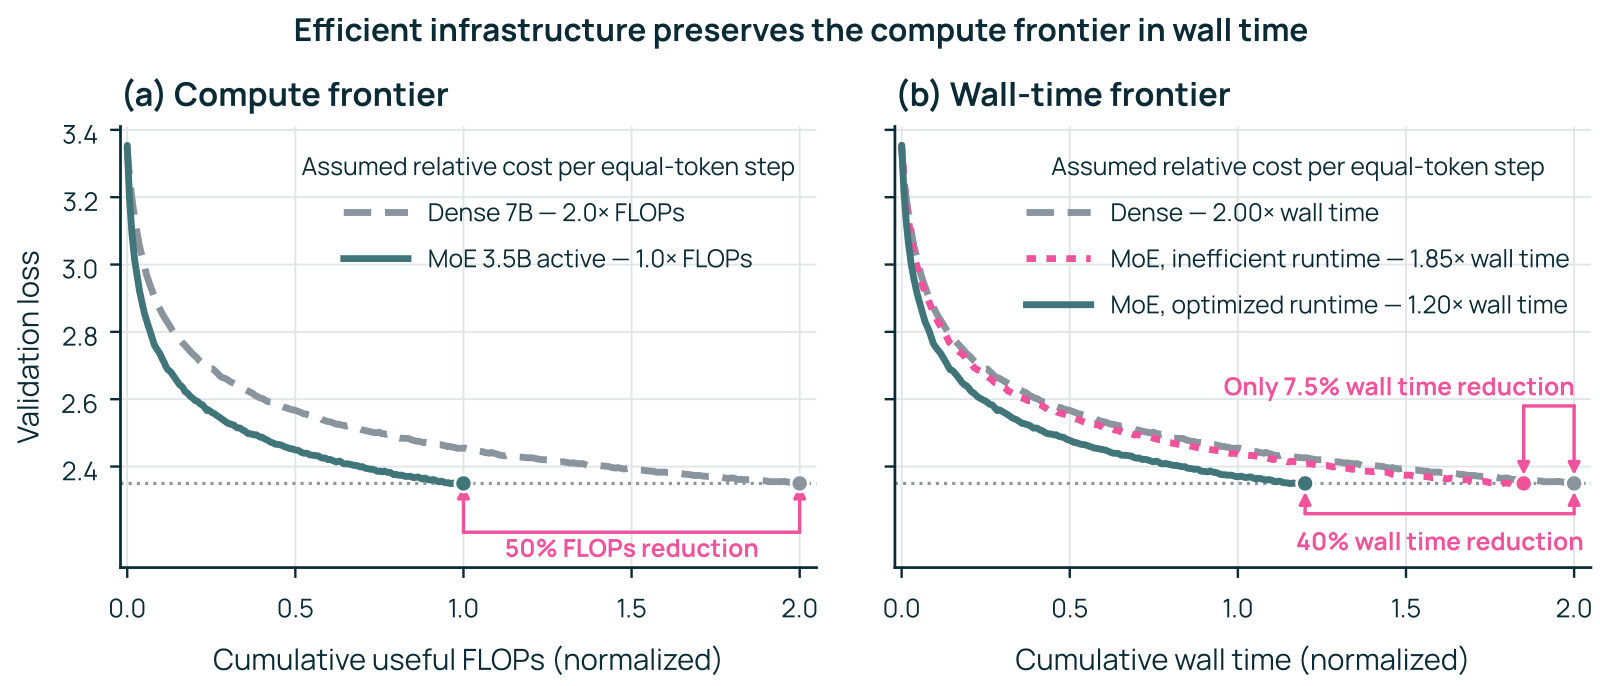 Efficient infrastructure preserves the compute frontier in wall time
(a) Compute frontier
3.4
3.2
3.0
2.8
2.6
2.4
Validation loss
Assumed relative cost per equal-token step
Dense 7B — 2.0× FLOPs
MoE 3.5B active — 1.0× FLOPs
50% FLOPs reduction
0.0
0.5
1.0
1.5
2.0
Cumulative useful FLOPs (normalized)
(b) Wall-time frontier
Assumed relative cost per equal-token step
Dense — 2.00× wall time
MoE, inefficient runtime — 1.85× wall time
MoE, optimized runtime — 1.20× wall time
Only 7.5% wall time reduction
40% wall time reduction
0.0
0.5
1.0
1.5
2.0
Cumulative wall time (normalized)